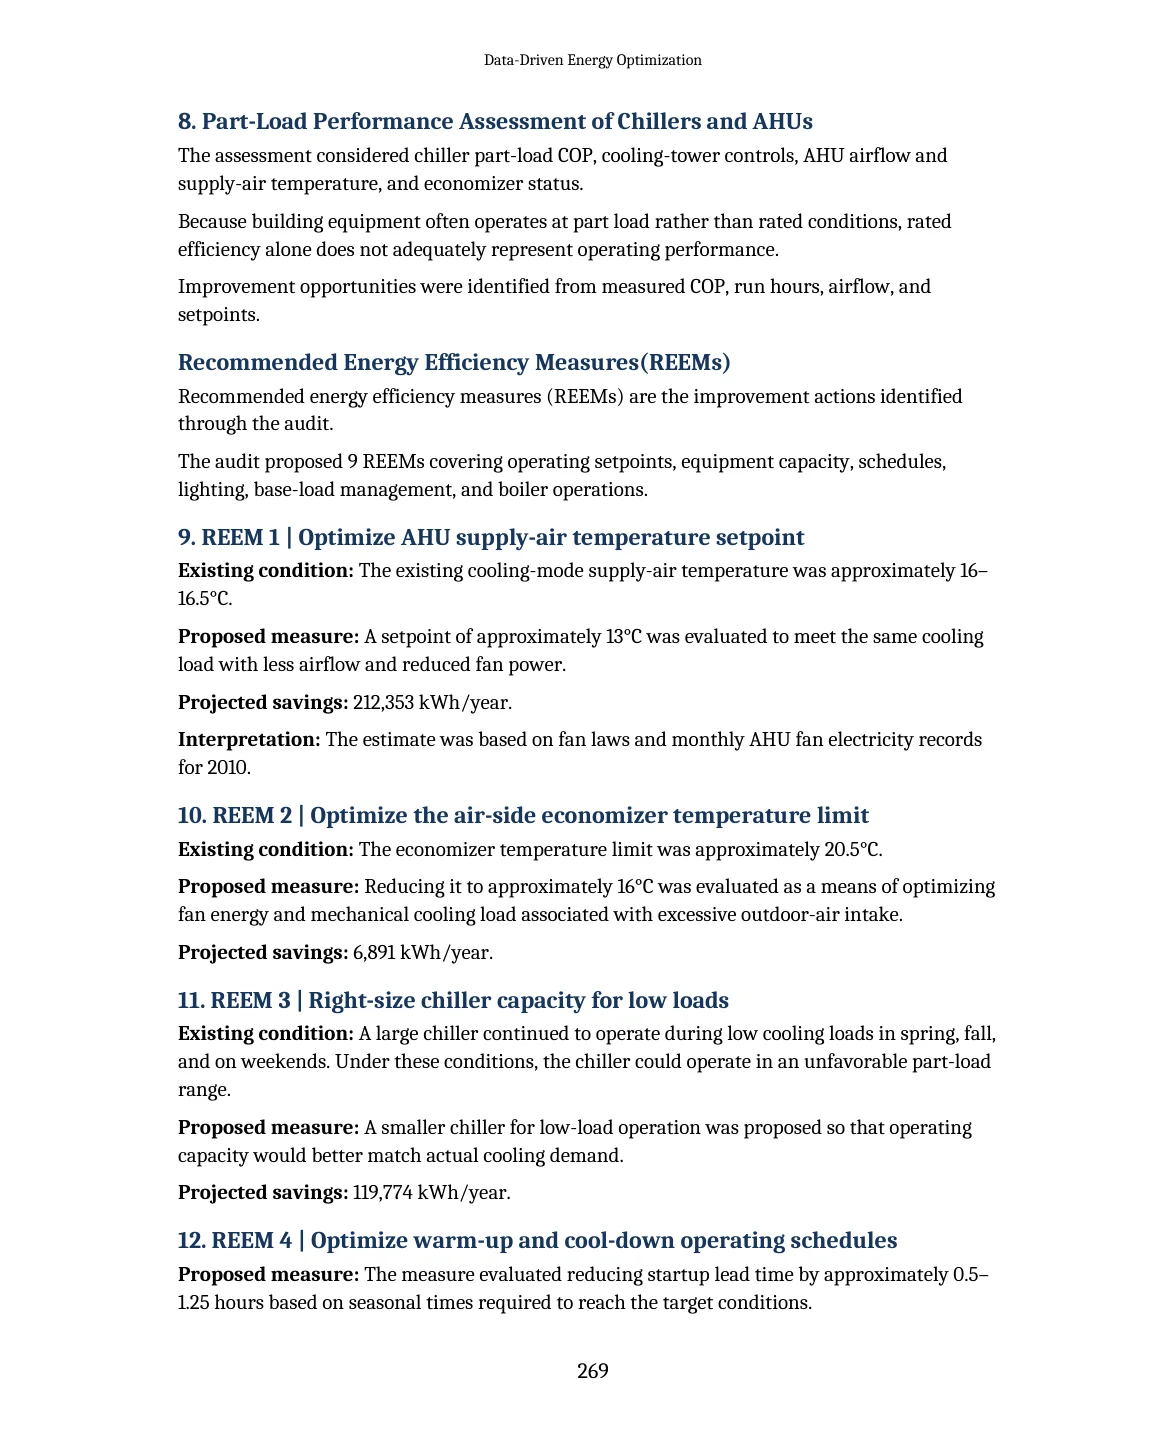 Data-Driven Energy Optimization
8. Part-Load Performance Assessment of Chillers and AHUs
The assessment considered chiller part-load COP, cooling-tower controls, AHU airflow and
supply-air temperature, and economizer status.
Because building equipment often operates at part load rather than rated conditions, rated
efficiency alone does not adequately represent operating performance.
Improvement opportunities were identified from measured COP, run hours, airflow, and
setpoints.
Recommended Energy Efficiency Measures(REEMs)
Recommended energy efficiency measures (REEMs) are the improvement actions identified
through the audit.
The audit proposed 9 REEMs covering operating setpoints, equipment capacity, schedules,
lighting, base-load management, and boiler operations.
9. REEM 1 | Optimize AHU supply-air temperature setpoint
Existing condition: The existing cooling-mode supply-air temperature was approximately 16–
16.5°C.
Proposed measure: A setpoint of approximately 13°C was evaluated to meet the same cooling
load with less airflow and reduced fan power.
Projected savings: 212,353 kWh/year.
Interpretation: The estimate was based on fan laws and monthly AHU fan electricity records
for 2010.
10. REEM 2 | Optimize the air-side economizer temperature limit
Existing condition: The economizer temperature limit was approximately 20.5°C.
Proposed measure: Reducing it to approximately 16°C was evaluated as a means of optimizing
fan energy and mechanical cooling load associated with excessive outdoor-air intake.
Projected savings: 6,891 kWh/year.
11. REEM 3 | Right-size chiller capacity for low loads
Existing condition: A large chiller continued to operate during low cooling loads in spring, fall,
and on weekends. Under these conditions, the chiller could operate in an unfavorable part-load
range.
Proposed measure: A smaller chiller for low-load operation was proposed so that operating
capacity would better match actual cooling demand.
Projected savings: 119,774 kWh/year.
12. REEM 4 | Optimize warm-up and cool-down operating schedules
Proposed measure: The measure evaluated reducing startup lead time by approximately 0.5–
1.25 hours based on seasonal times required to reach the target conditions.
269